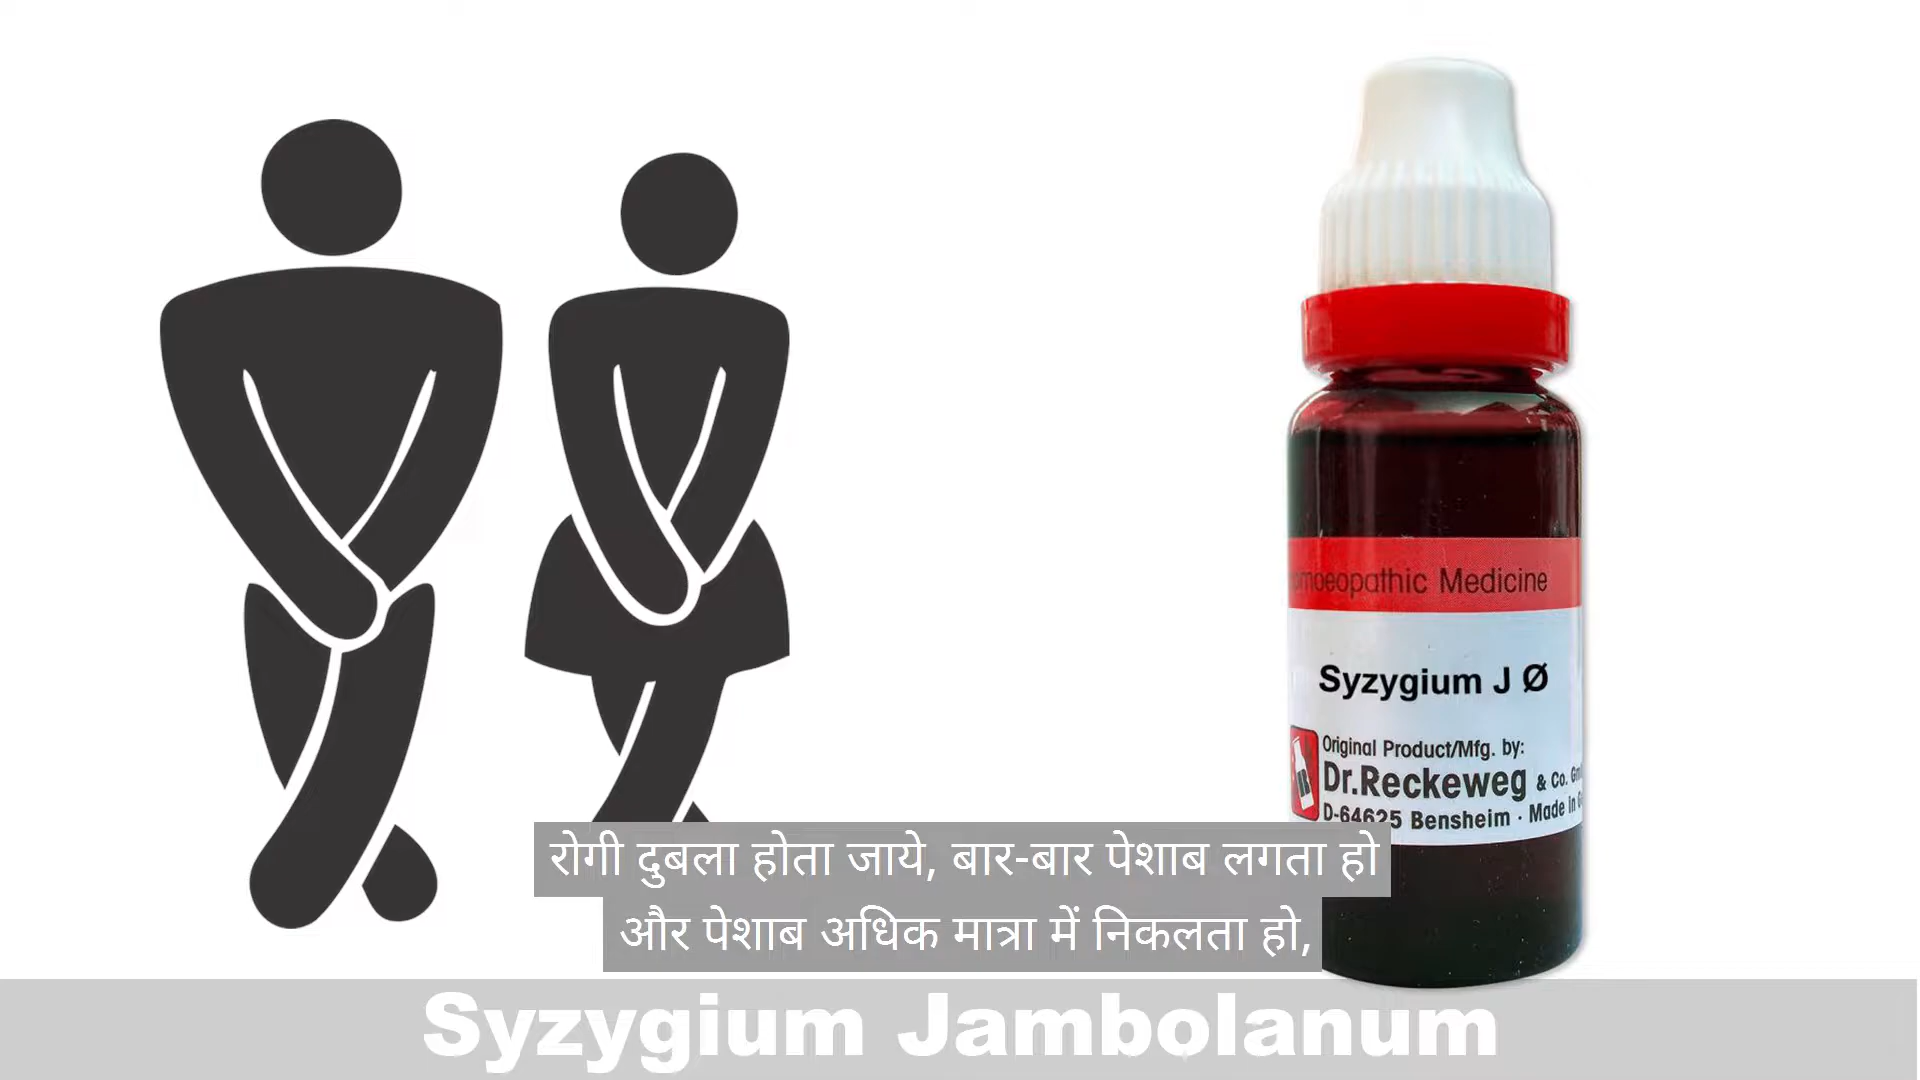 Medicine
Syzygium J Ø
Original Product/Mfg. by:
Dr.Reckeweg & Co.
D-64625 Bensheim · Made in
रोगी दुबला होता जाये, बार-बार पेशाब लगता हो
और पेशाब अधिक मात्रा में निकलता हो,
Syzygium Jambolanum